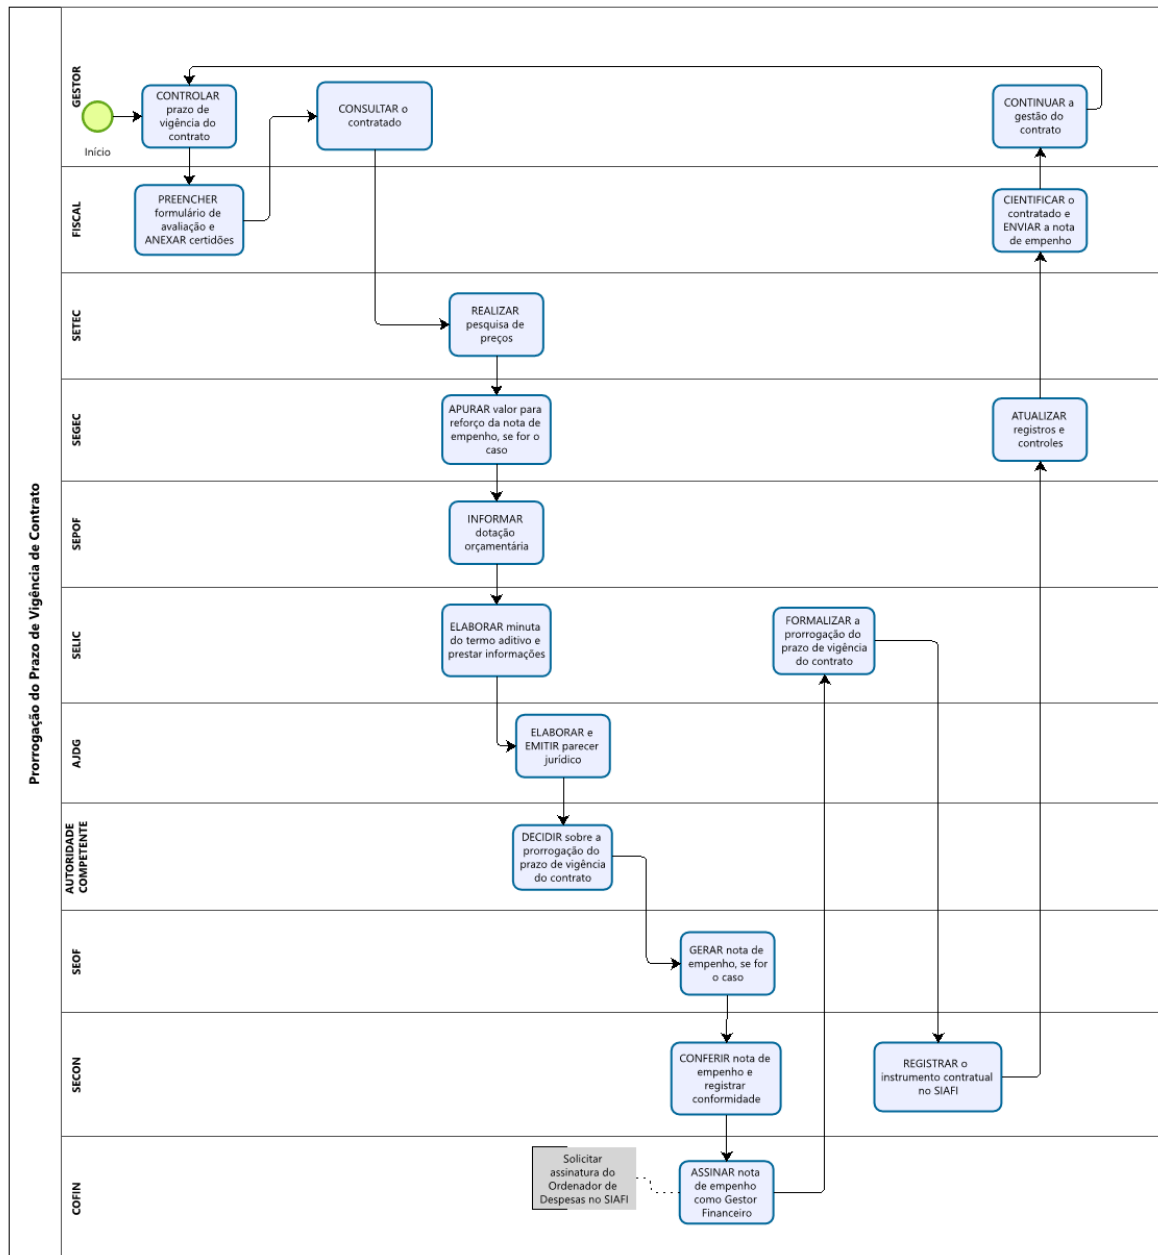 Prorrogação do Prazo de Vigência de Contrato
GESTOR
Início
CONTROLAR
prazo de
vigência do
contrato
CONSULTAR o
contratado
CONTINUAR a
gestão do
contrato
FISCAL
PREENCHER
formulário de
avaliação e
ANEXAR certidões
CIENTIFICAR o
contratado e
ENVIAR a nota
de empenho
SETEC
REALIZAR
pesquisa de
preços
SEGEC
APURAR valor para
reforço da nota de
empenho, se for o
caso
ATUALIZAR
registros e
controles
SEPOF
INFORMAR
dotação
orçamentária
SELIC
ELABORAR minuta
do termo aditivo e
prestar informações
FORMALIZAR a
prorrogação do
prazo de vigência
do contrato
AJDG
ELABORAR e
EMITIR parecer
jurídico
AUTORIDADE
COMPETENTE
DECIDIR sobre a
prorrogação do
prazo de vigência
do contrato
SEOF
GERAR nota de
empenho, se for
o caso
SECON
CONFERIR nota de
empenho e
registrar
conformidade
REGISTRAR o
instrumento contratual
no SIAFI
COFIN
Solicitar
assinatura do
Ordenador de
Despesas no SIAFI
ASSINAR nota
de empenho
como Gestor
Financeiro